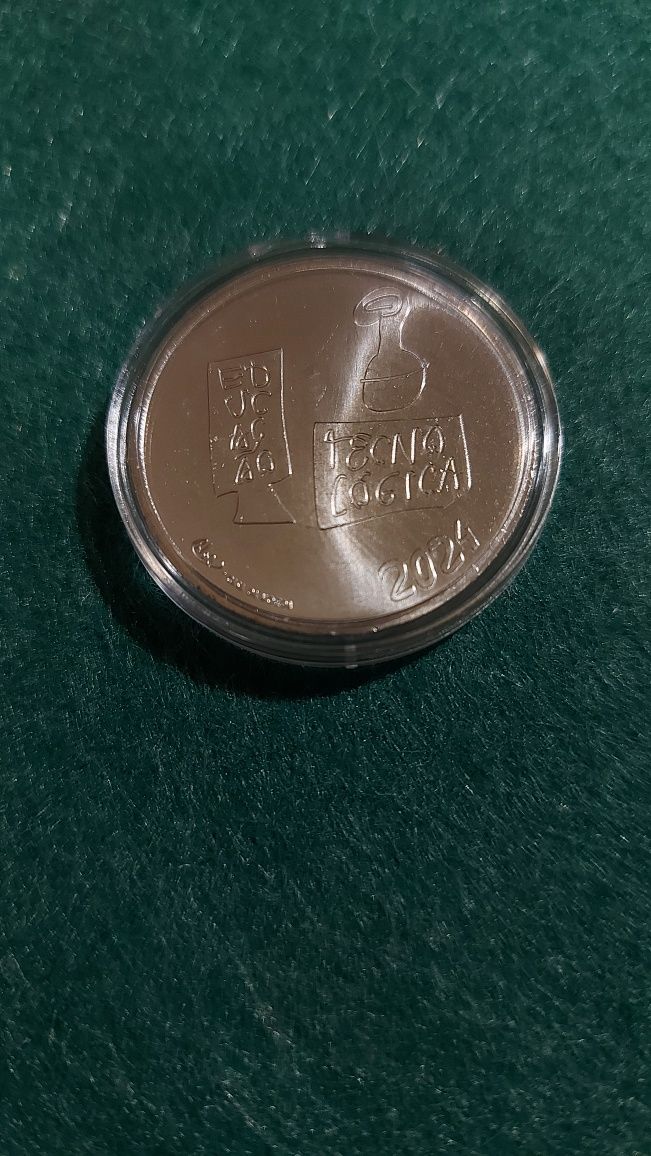 ED
UC
AÇ
ÃO
TECNO
LÓGICA
2024